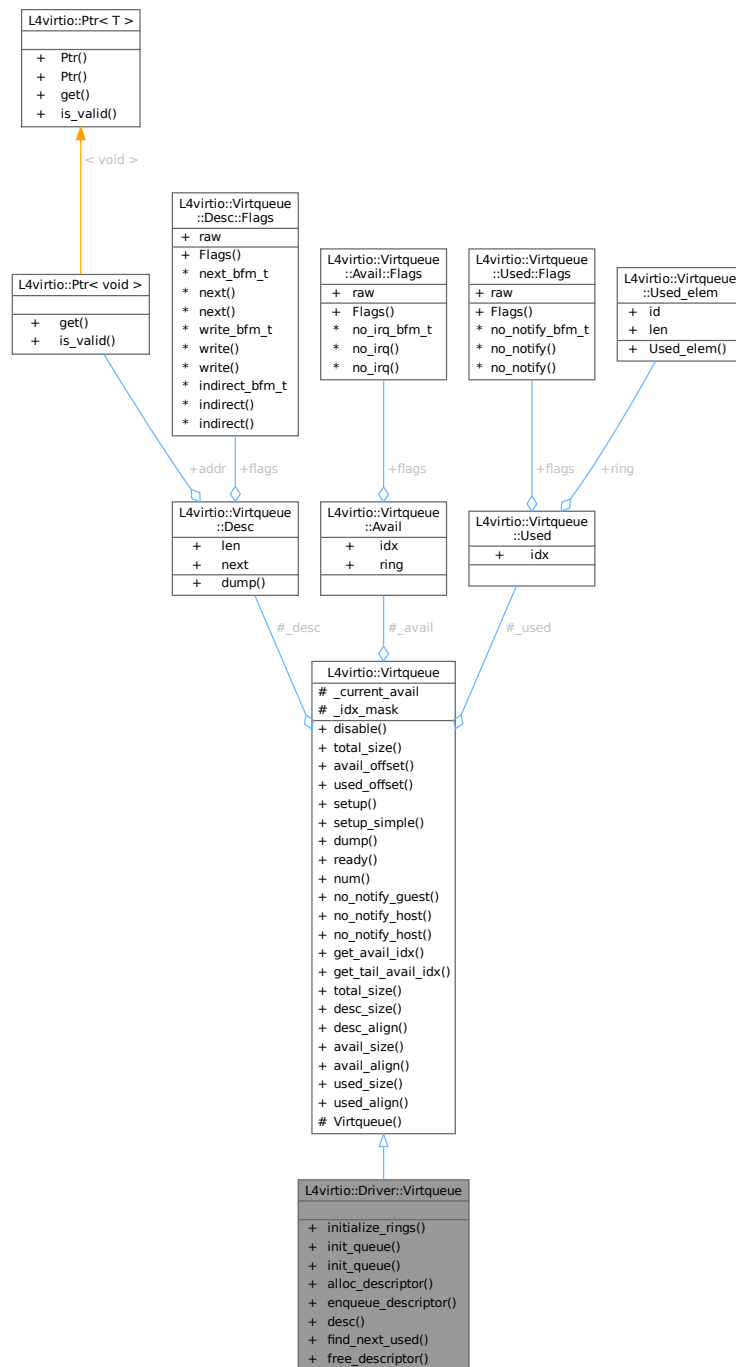 L4virtio::Ptr< T >
+ Ptr()
+ Ptr()
+ get()
+ is_valid()
< void >
L4virtio::Ptr< void >
+ get()
+ is_valid()
L4virtio::Virtqueue
::Desc::Flags
+ raw
+ Flags()
* next_bfm_t
* next()
* next()
* write_bfm_t
* write()
* write()
* indirect_bfm_t
* indirect()
* indirect()
L4virtio::Virtqueue
::Avail::Flags
+ raw
+ Flags()
* no_irq_bfm_t
* no_irq()
* no_irq()
L4virtio::Virtqueue
::Used::Flags
+ raw
+ Flags()
* no_notify_bfm_t
* no_notify()
* no_notify()
L4virtio::Virtqueue
::Used_elem
+ id
+ len
+ Used_elem()
+addr
+flags
+flags
+flags
+ring
L4virtio::Virtqueue
::Desc
+ len
+ next
+ dump()
L4virtio::Virtqueue
::Avail
+ idx
+ ring
L4virtio::Virtqueue
::Used
+ idx
#_desc
#_avail
#_used
L4virtio::Virtqueue
# _current_avail
# _idx_mask
+ disable()
+ total_size()
+ avail_offset()
+ used_offset()
+ setup()
+ setup_simple()
+ dump()
+ ready()
+ num()
+ no_notify_guest()
+ no_notify_host()
+ no_notify_host()
+ get_avail_idx()
+ get_tail_avail_idx()
+ total_size()
+ desc_size()
+ desc_align()
+ avail_size()
+ avail_align()
+ used_size()
+ used_align()
# Virtqueue()
L4virtio::Driver::Virtqueue
+ initialize_rings()
+ init_queue()
+ init_queue()
+ alloc_descriptor()
+ enqueue_descriptor()
+ desc()
+ find_next_used()
+ free_descriptor()